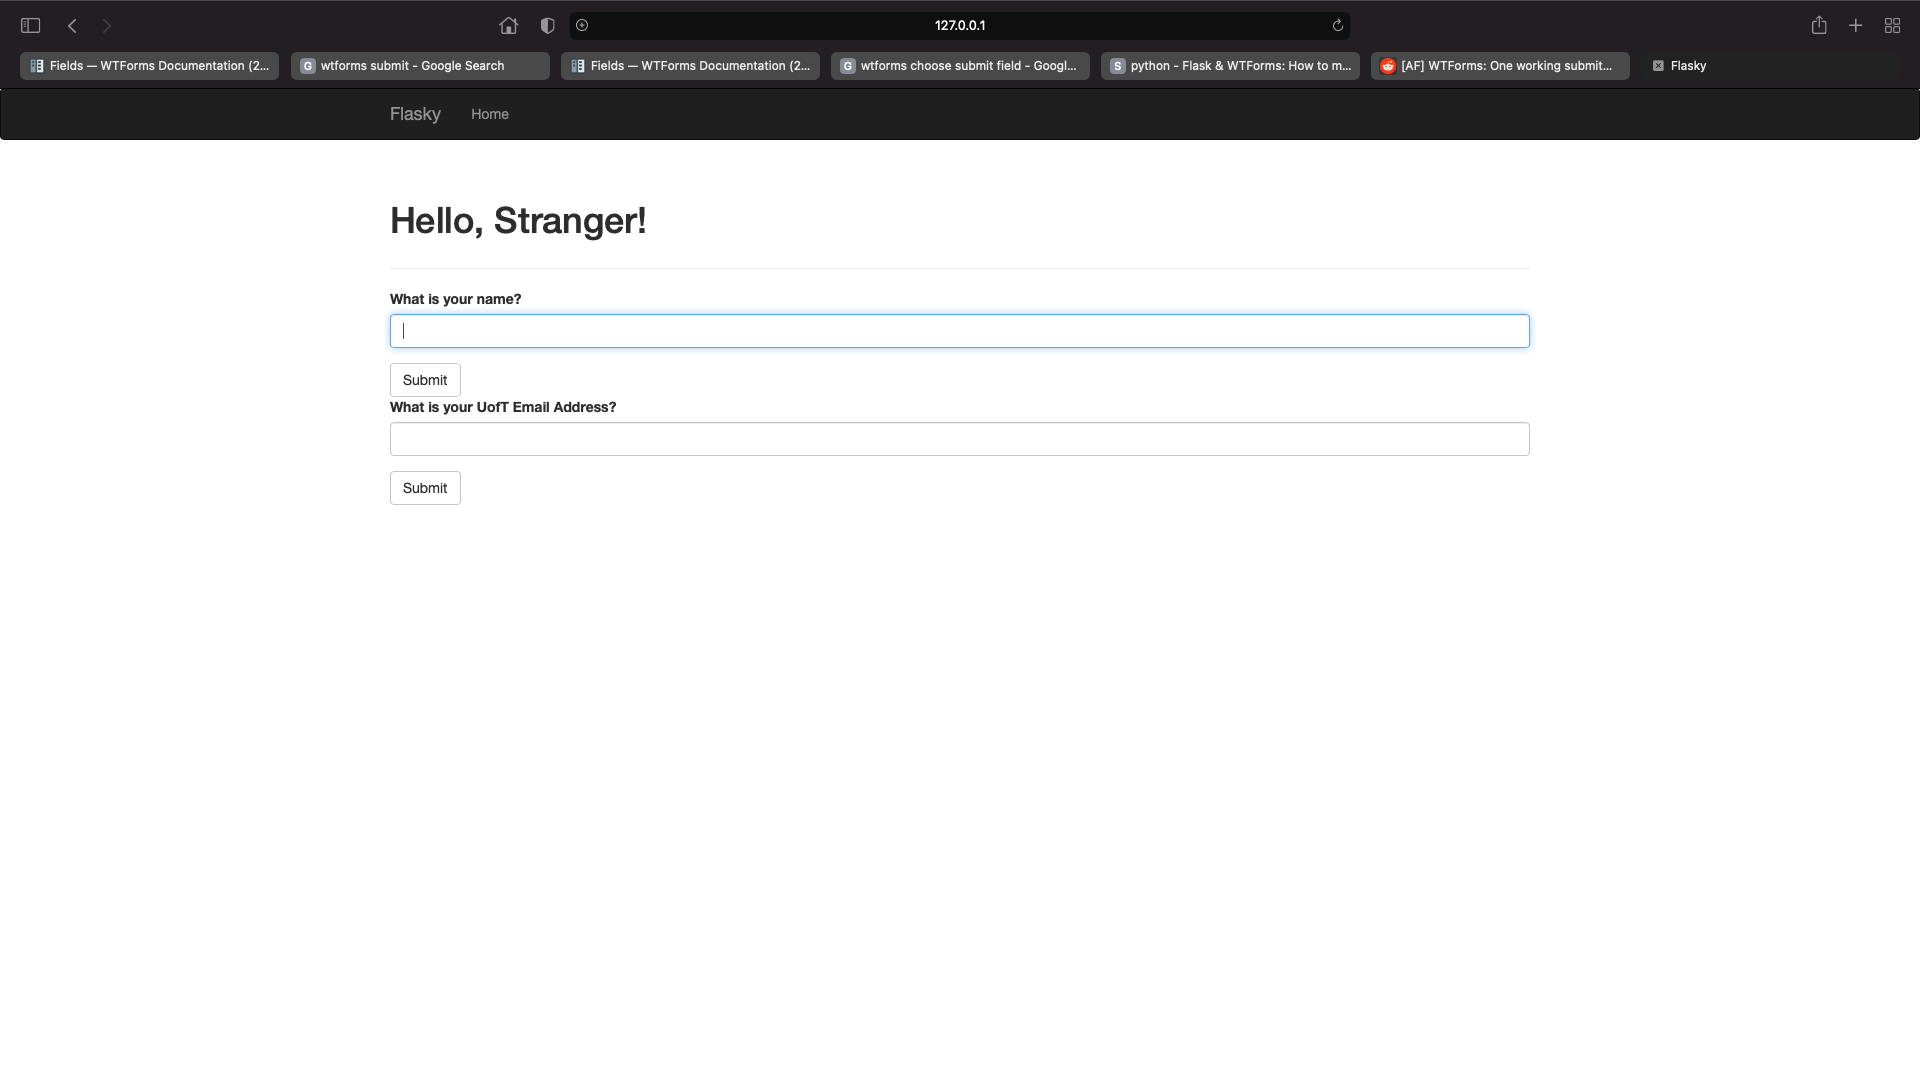 127.0.0.1
Fields — WTForms Documentation (2...
G wtforms submit - Google Search
Fields — WTForms Documentation (2...
G wtforms choose submit field - Googl...
S python - Flask & WTForms: How to m...
[AF] WTForms: One working submit...
Flasky
Flasky Home
Hello, Stranger!
What is your name?
Submit
What is your UofT Email Address?
Submit